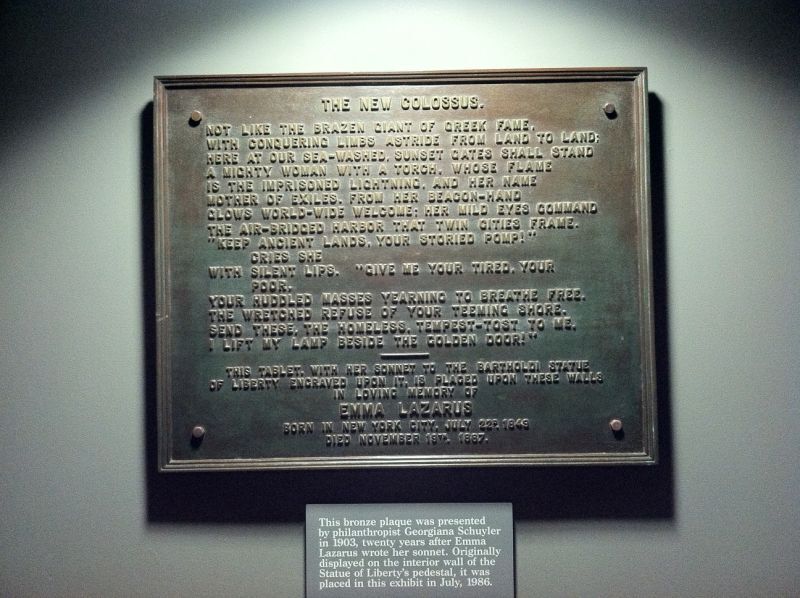 THE NEW COLOSSUS.
NOT LIKE THE BRAZEN GIANT OF GREEK FAME,
WITH CONQUERING LIMBS ASTRIDE FROM LAND TO LAND;
HERE AT OUR SEA-WASHED, SUNSET GATES SHALL STAND
A MIGHTY WOMAN WITH A TORCH, WHOSE FLAME
IS THE IMPRISONED LIGHTNING, AND HER NAME
MOTHER OF EXILES. FROM HER BEACON-HAND
GLOWS WORLD-WIDE WELCOME; HER MILD EYES COMMAND
THE AIR-BRIDGED HARBOR THAT TWIN CITIES FRAME.
"KEEP ANCIENT LANDS, YOUR STORIED POMP!"
CRIES SHE
WITH SILENT LIPS. "GIVE ME YOUR TIRED, YOUR
POOR,
YOUR HUDDLED MASSES YEARNING TO BREATHE FREE,
THE WRETCHED REFUSE OF YOUR TEEMING SHORE.
SEND THESE, THE HOMELESS, TEMPEST-TOST TO ME,
I LIFT MY LAMP BESIDE THE GOLDEN DOOR!"
THIS TABLET, WITH HER SONNET TO THE BARTHOLDI STATUE
OF LIBERTY ENGRAVED UPON IT, IS PLACED UPON THESE WALLS
IN LOVING MEMORY OF
EMMA LAZARUS
BORN IN NEW YORK CITY, JULY 22D, 1849
DIED NOVEMBER 19TH, 1887.
This bronze plaque was presented
by philanthropist Georgiana Schuyler
in 1903, twenty years after Emma
Lazarus wrote her sonnet. Originally
displayed on the interior wall of the
Statue of Liberty's pedestal, it was
placed in this exhibit in July, 1986.